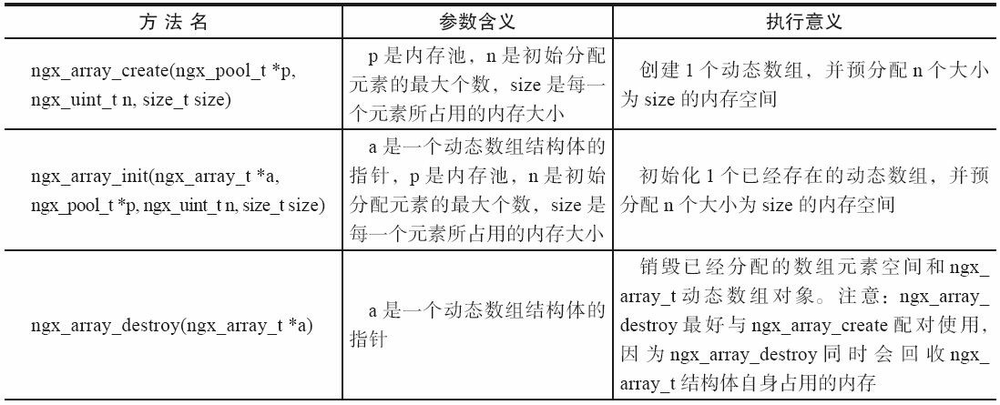 方 法 名
参数含义
执行意义
ngx_array_create(ngx_pool_t *p,
ngx_uint_t n, size_t size)
p 是内存池，n 是初始分配
元素的最大个数，size 是每一
个元素所占用的内存大小
创建 1 个动态数组，并预分配 n 个大小
为 size 的内存空间
ngx_array_init(ngx_array_t *a,
ngx_pool_t *p, ngx_uint_t n, size_t size)
a 是一个动态数组结构体的
指针，p 是内存池，n 是初始
分配元素的最大个数，size 是
每一个元素所占用的内存大小
初始化 1 个已经存在的动态数组，并预
分配 n 个大小为 size 的内存空间
ngx_array_destroy(ngx_array_t *a)
a 是一个动态数组结构体的
指针
销毁已经分配的数组元素空间和 ngx_
array_t 动态数组对象。注意：ngx_array_
destroy 最好与 ngx_array_create 配对使用，
因为 ngx_array_destroy 同时会回收 ngx_
array_t 结构体自身占用的内存